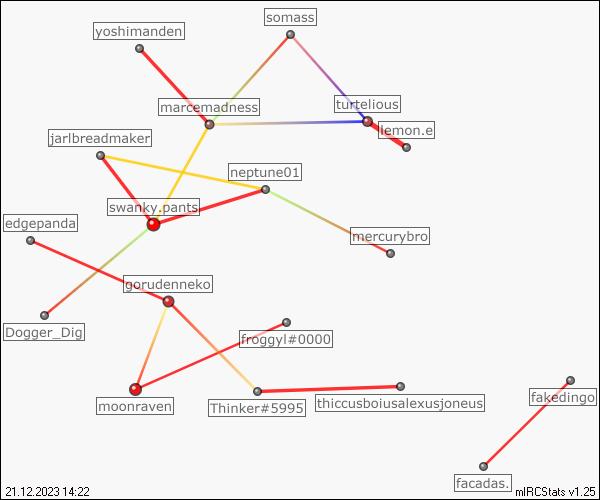 somass
yoshimanden
marcemadness
turtelious
lemon.e
jarlbreadmaker
neptune01
swanky.pants
edgepanda
mercurybro
gorudenneko
Dogger_Dig
froggyl#0000
moonraven
Thinker#5995
thiccusboiusalexusjoneus
fakedingo
facadas.
21.12.2023 14:22
mIRCStats v1.25